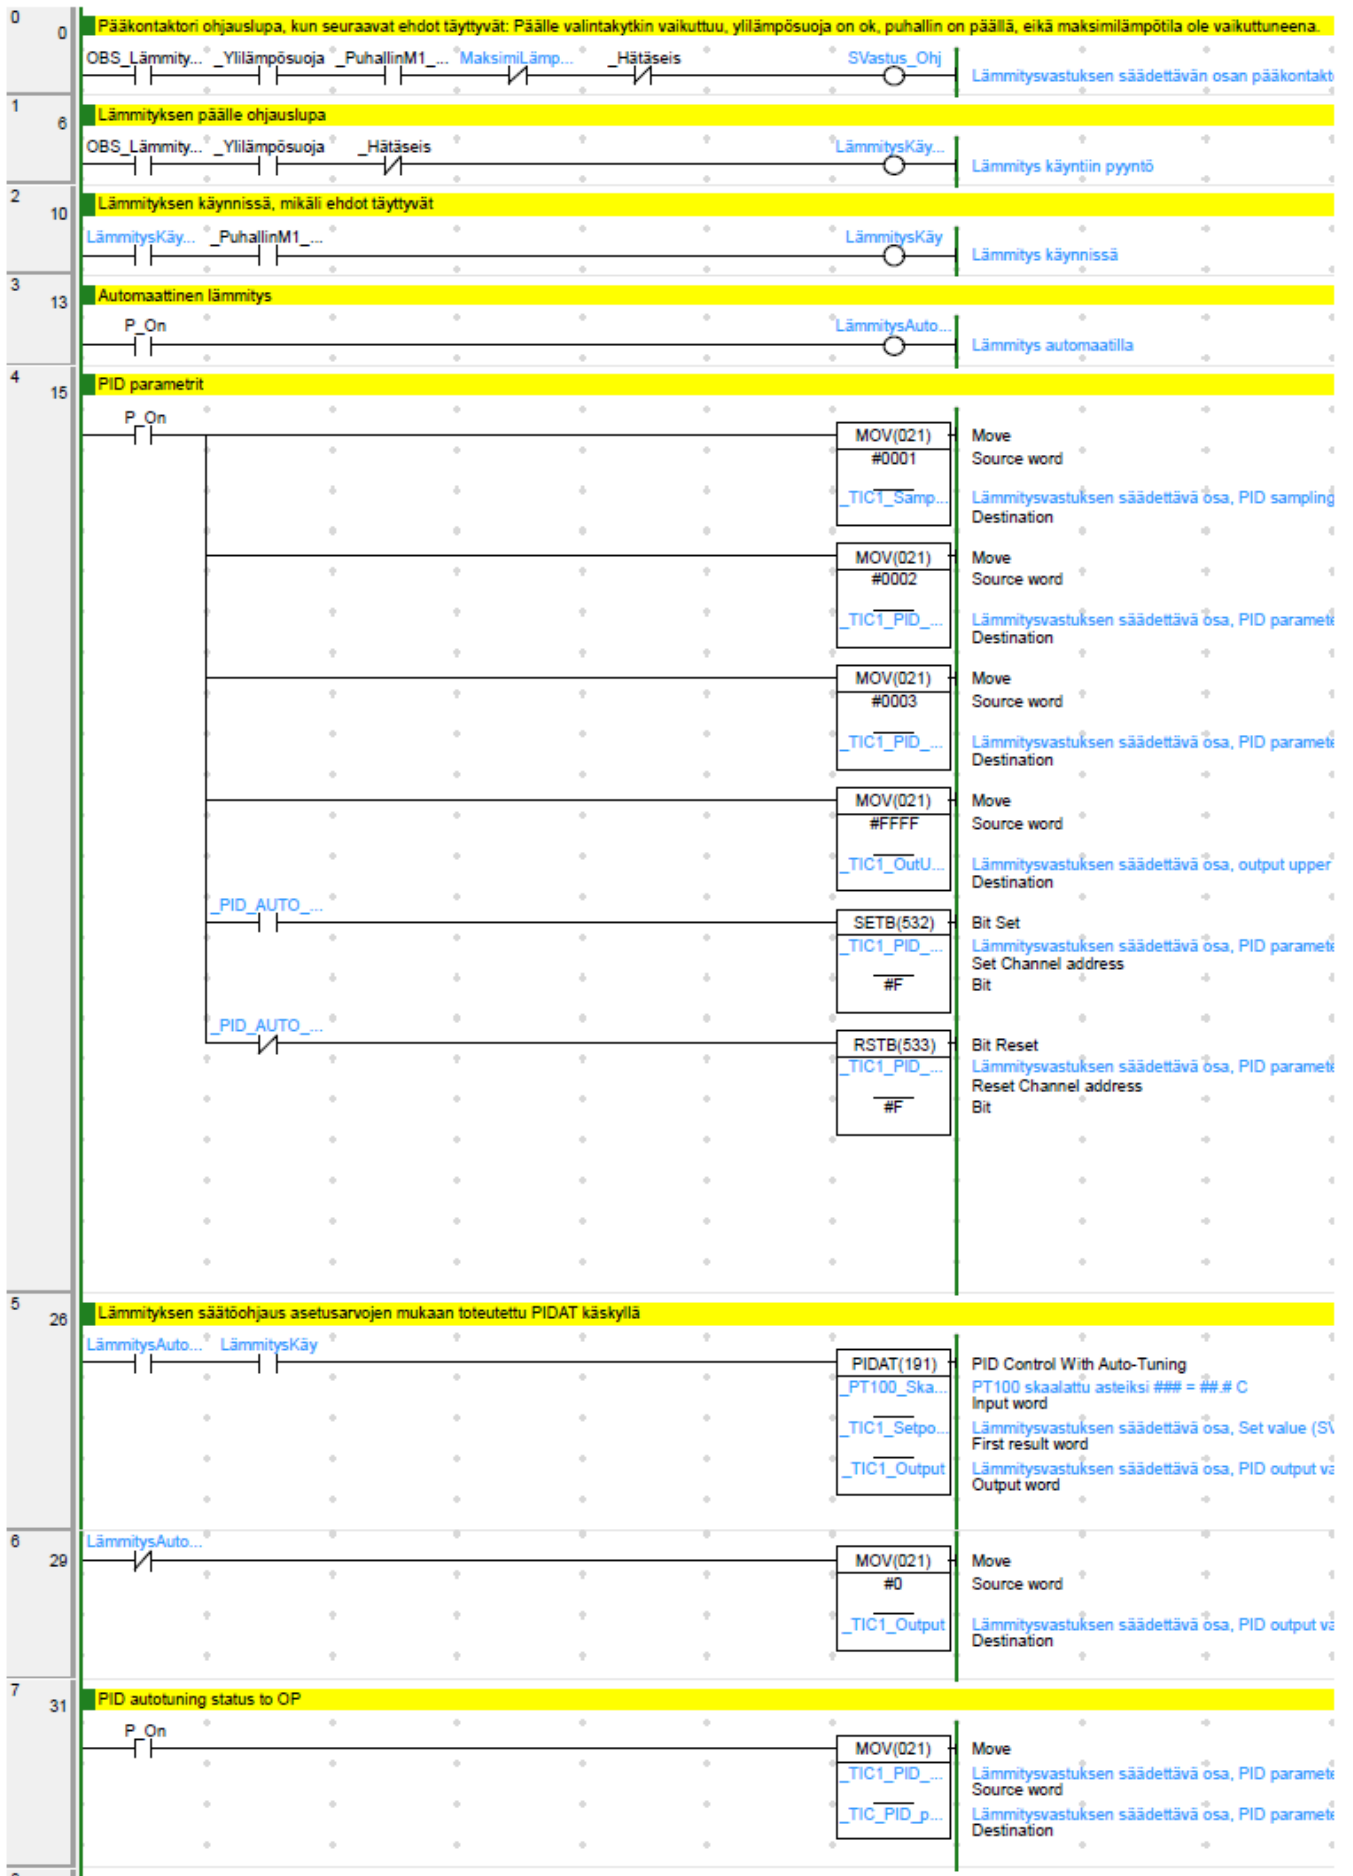 0
0
Pääkontaktori ohjauslupa, kun seuraavat ehdot täyttyvät: Päälle valintakytkin vaikuttuu, ylilämpösuoja on ok, puhallin on päällä, eikä maksimilämpötila ole vaikuttuneena.
OBS_Lämmity... _Ylilämpösuoja _PuhallinM1_... MaksimiLämp... _Hätäseis SVastus_Ohj
Lämmitysvastuksen säädettävän osan pääkontakt
1
6
Lämmityksen päälle ohjauslupa
OBS_Lämmity... _Ylilämpösuoja _Hätäseis LämmitysKäy...
Lämmitys käyntiin pyyntö
2
10
Lämmityksen käynnissä, mikäli ehdot täyttyvät
LämmitysKäy... _PuhallinM1_... LämmitysKäy
Lämmitys käynnissä
3
13
Automaattinen lämmitys
P_On LämmitysAuto...
Lämmitys automaatilla
4
15
PID parametrit
P_On
MOV(021) Move
#0001 Source word
_TIC1_Samp... Lämmitysvastuksen säädettävä osa, PID sampling
Destination
MOV(021) Move
#0002 Source word
_TIC1_PID_... Lämmitysvastuksen säädettävä osa, PID paramete
Destination
MOV(021) Move
#0003 Source word
_TIC1_PID_... Lämmitysvastuksen säädettävä osa, PID paramete
Destination
MOV(021) Move
#FFFF Source word
_TIC1_OutU... Lämmitysvastuksen säädettävä osa, output upper
Destination
_PID_AUTO_...
SETB(532) Bit Set
_TIC1_PID_... Lämmitysvastuksen säädettävä osa, PID paramete
Set Channel address
#F Bit
_PID_AUTO_...
RSTB(533) Bit Reset
_TIC1_PID_... Lämmitysvastuksen säädettävä osa, PID paramete
Reset Channel address
#F Bit
5
26
Lämmityksen säätöohjaus asetusarvojen mukaan toteutettu PIDAT käskyllä
LämmitysAuto... LämmitysKäy
PIDAT(191) PID Control With Auto-Tuning
_PT100_Ska... PT100 skaalattu asteiksi ### = ##.# C
Input word
_TIC1_Setpo... Lämmitysvastuksen säädettävä osa, Set value (SV
First result word
_TIC1_Output Lämmitysvastuksen säädettävä osa, PID output va
Output word
6
29
LämmitysAuto...
MOV(021) Move
#0 Source word
_TIC1_Output Lämmitysvastuksen säädettävä osa, PID output va
Destination
7
31
PID autotuning status to OP
P_On
MOV(021) Move
_TIC1_PID_... Lämmitysvastuksen säädettävä osa, PID paramete
Source word
_TIC_PID_p... Lämmitysvastuksen säädettävä osa, PID paramete
Destination